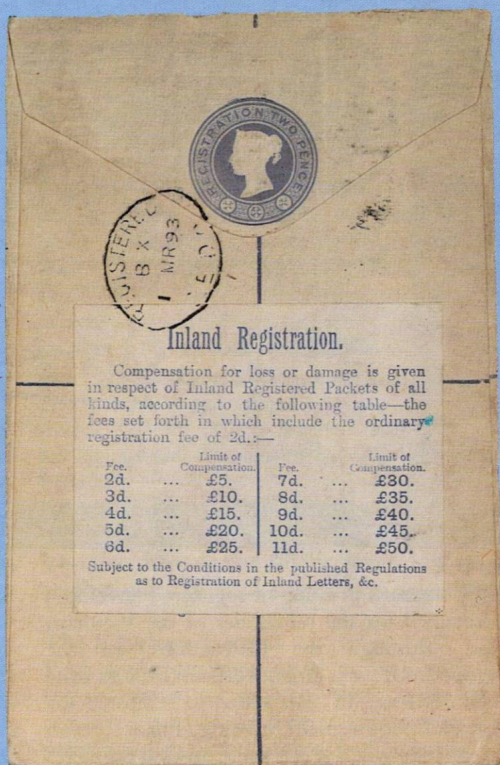 REGISTRATION TWO PENCE
REGISTERED
B X
1 MR 93
Inland Registration.
Compensation for loss or damage is given
in respect of Inland Registered Packets of all
kinds, according to the following table—the
fees set forth in which include the ordinary
registration fee of 2d.:—
Fee. Limit of Compensation. Fee. Limit of Compensation.
2d. ... £5. 7d. ... £30.
3d. ... £10. 8d. ... £35.
4d. ... £15. 9d. ... £40.
5d. ... £20. 10d. ... £45.
6d. ... £25. 11d. ... £50.
Subject to the Conditions in the published Regulations
as to Registration of Inland Letters, &c.